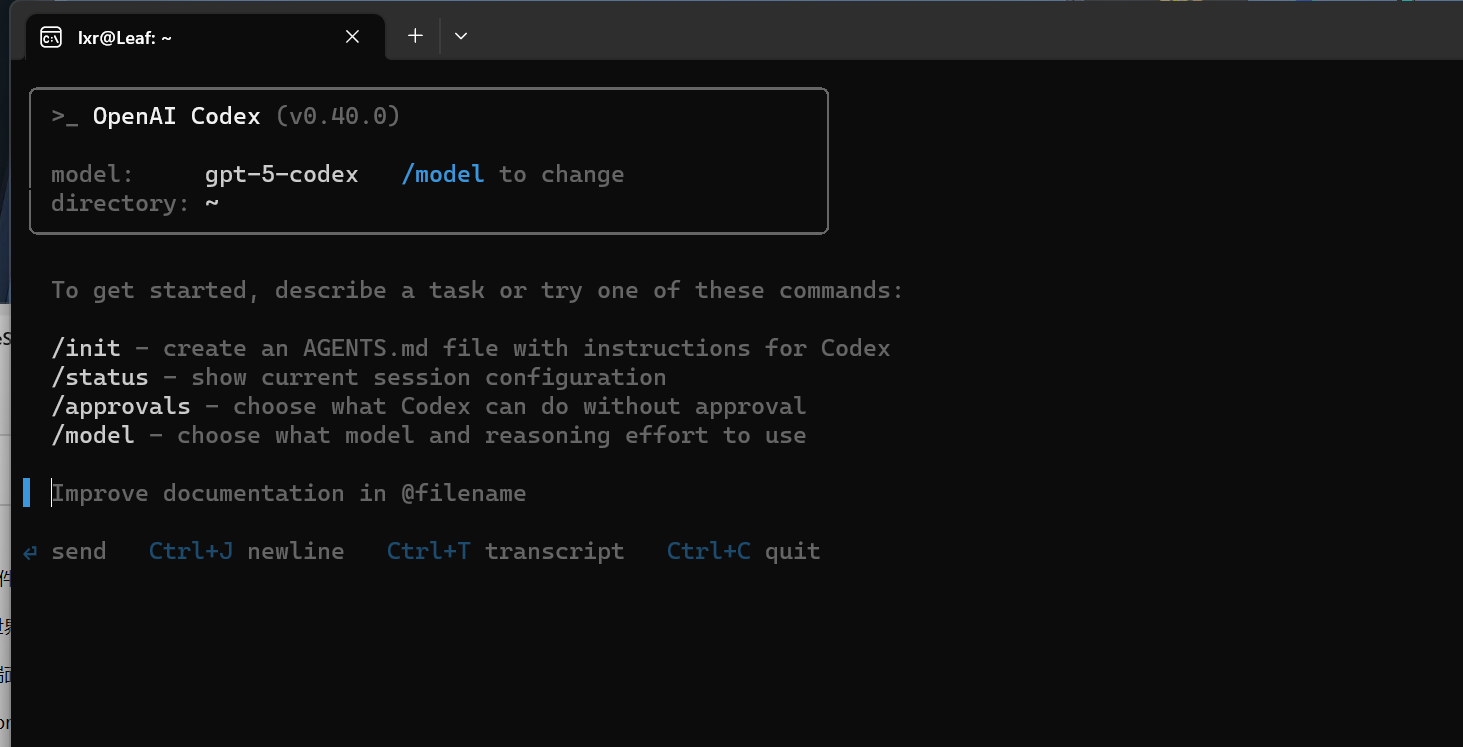 lxr@Leaf: ~
>_ OpenAI Codex (v0.40.0)
model: gpt-5-codex /model to change
directory: ~
To get started, describe a task or try one of these commands:
/init - create an AGENTS.md file with instructions for Codex
/status - show current session configuration
/approvals - choose what Codex can do without approval
/model - choose what model and reasoning effort to use
Improve documentation in @filename
⏎ send Ctrl+J newline Ctrl+T transcript Ctrl+C quit